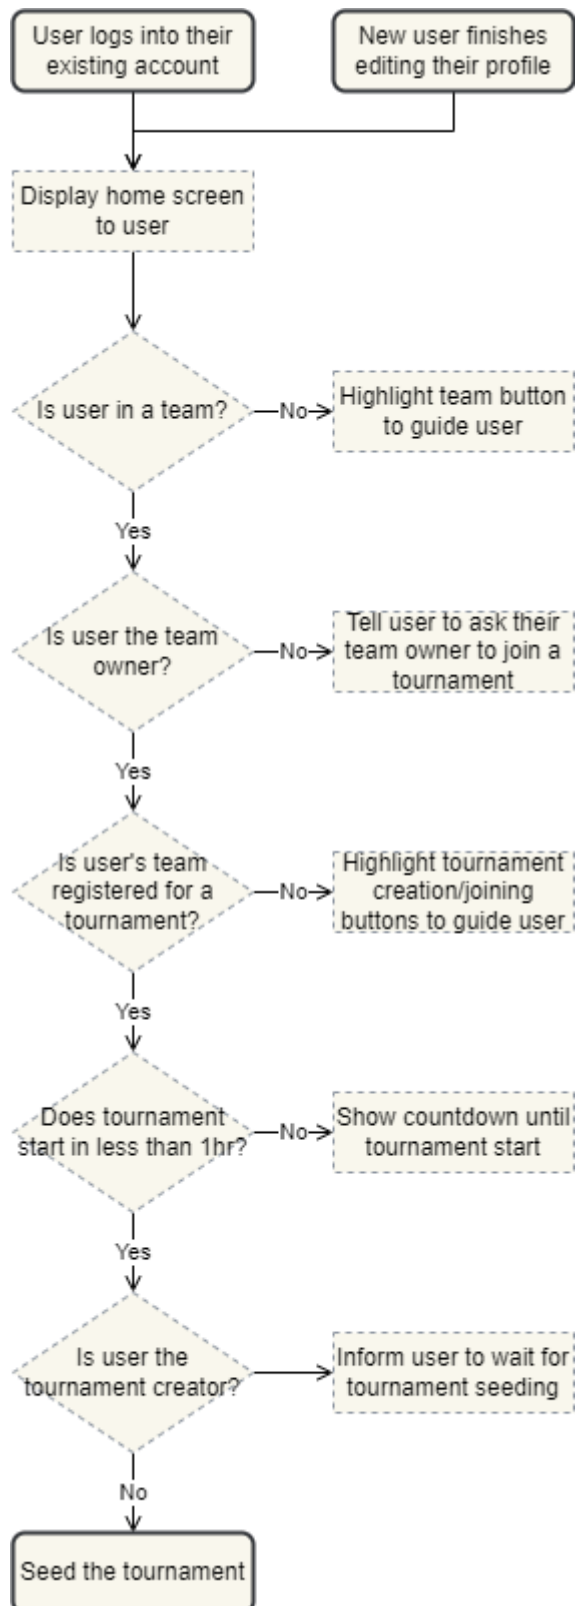 User logs into their
existing account
New user finishes
editing their profile
Display home screen
to user
Is user in a team?
No
Highlight team button
to guide user
Yes
Is user the team
owner?
No
Tell user to ask their
team owner to join a
tournament
Yes
Is user's team
registered for a
tournament?
No
Highlight tournament
creation/joining
buttons to guide user
Yes
Does tournament
start in less than 1hr?
No
Show countdown until
tournament start
Yes
Is user the
tournament creator?
Inform user to wait for
tournament seeding
No
Seed the tournament